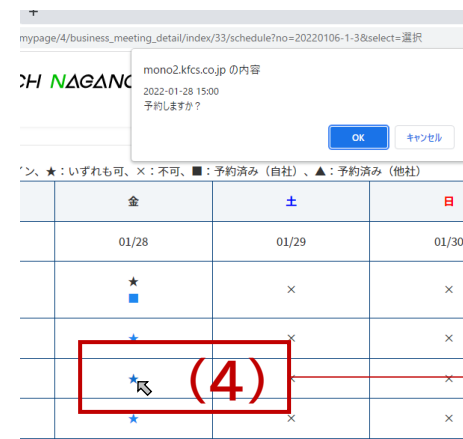 mypage/4/business_meeting_detail/index/33/schedule?no=20220106-1-3&select=選択
CH NAGANO
mono2.kfcs.co.jp の内容
2022-01-28 15:00
予約しますか？
OK キャンセル
イン、★：いずれも可、×：不可、■：予約済み（自社）、▲：予約済み（他社）
金 土 日
01/28 01/29 01/30
★
■ × ×
★ × ×
★ (4) × ×
★ × ×